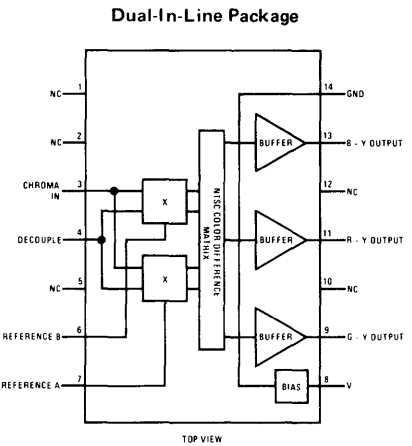 Dual-In-Line Package
NC 1
14 GND
NC 2
BUFFER
13 B - Y OUTPUT
CHROMA IN 3
X
12 NC
NTSC COLOR DIFFERENCE MATRIX
DECOUPLE 4
BUFFER
11 R - Y OUTPUT
NC 5
X
10 NC
REFERENCE B 6
BUFFER
9 G - Y OUTPUT
REFERENCE A 7
BIAS
8 V
TOP VIEW